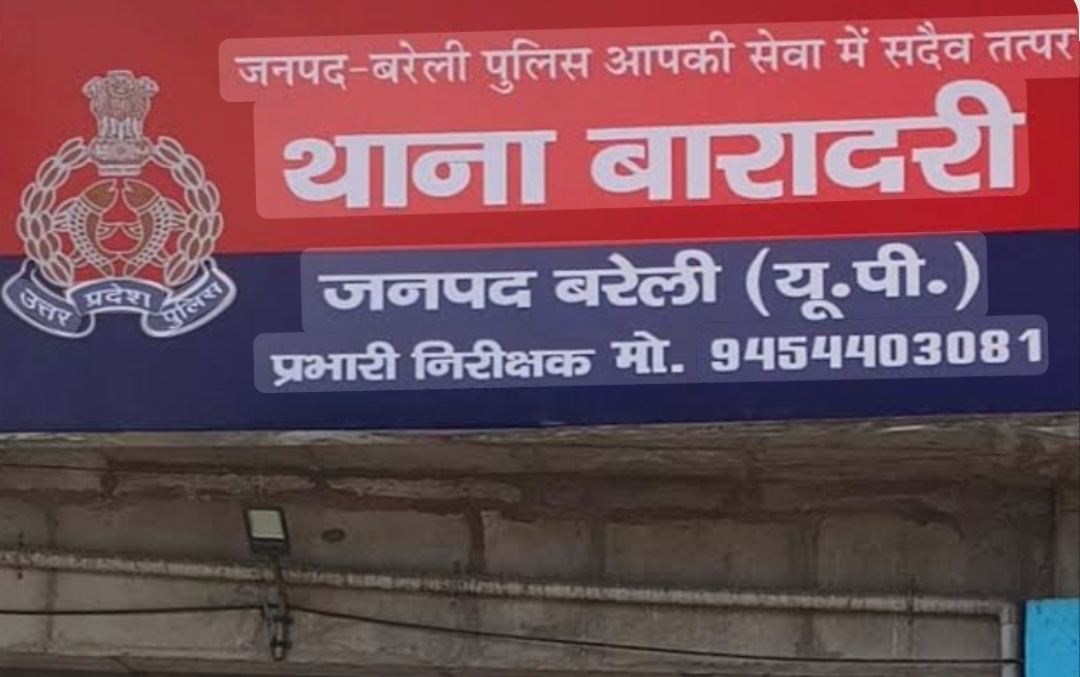 जनपद-बरेली पुलिस आपकी सेवा में सदैव तत्पर
थाना बारादरी
उत्तर प्रदेश पुलिस
जनपद बरेली (यू.पी.)
प्रभारी निरीक्षक मो. 9454403081